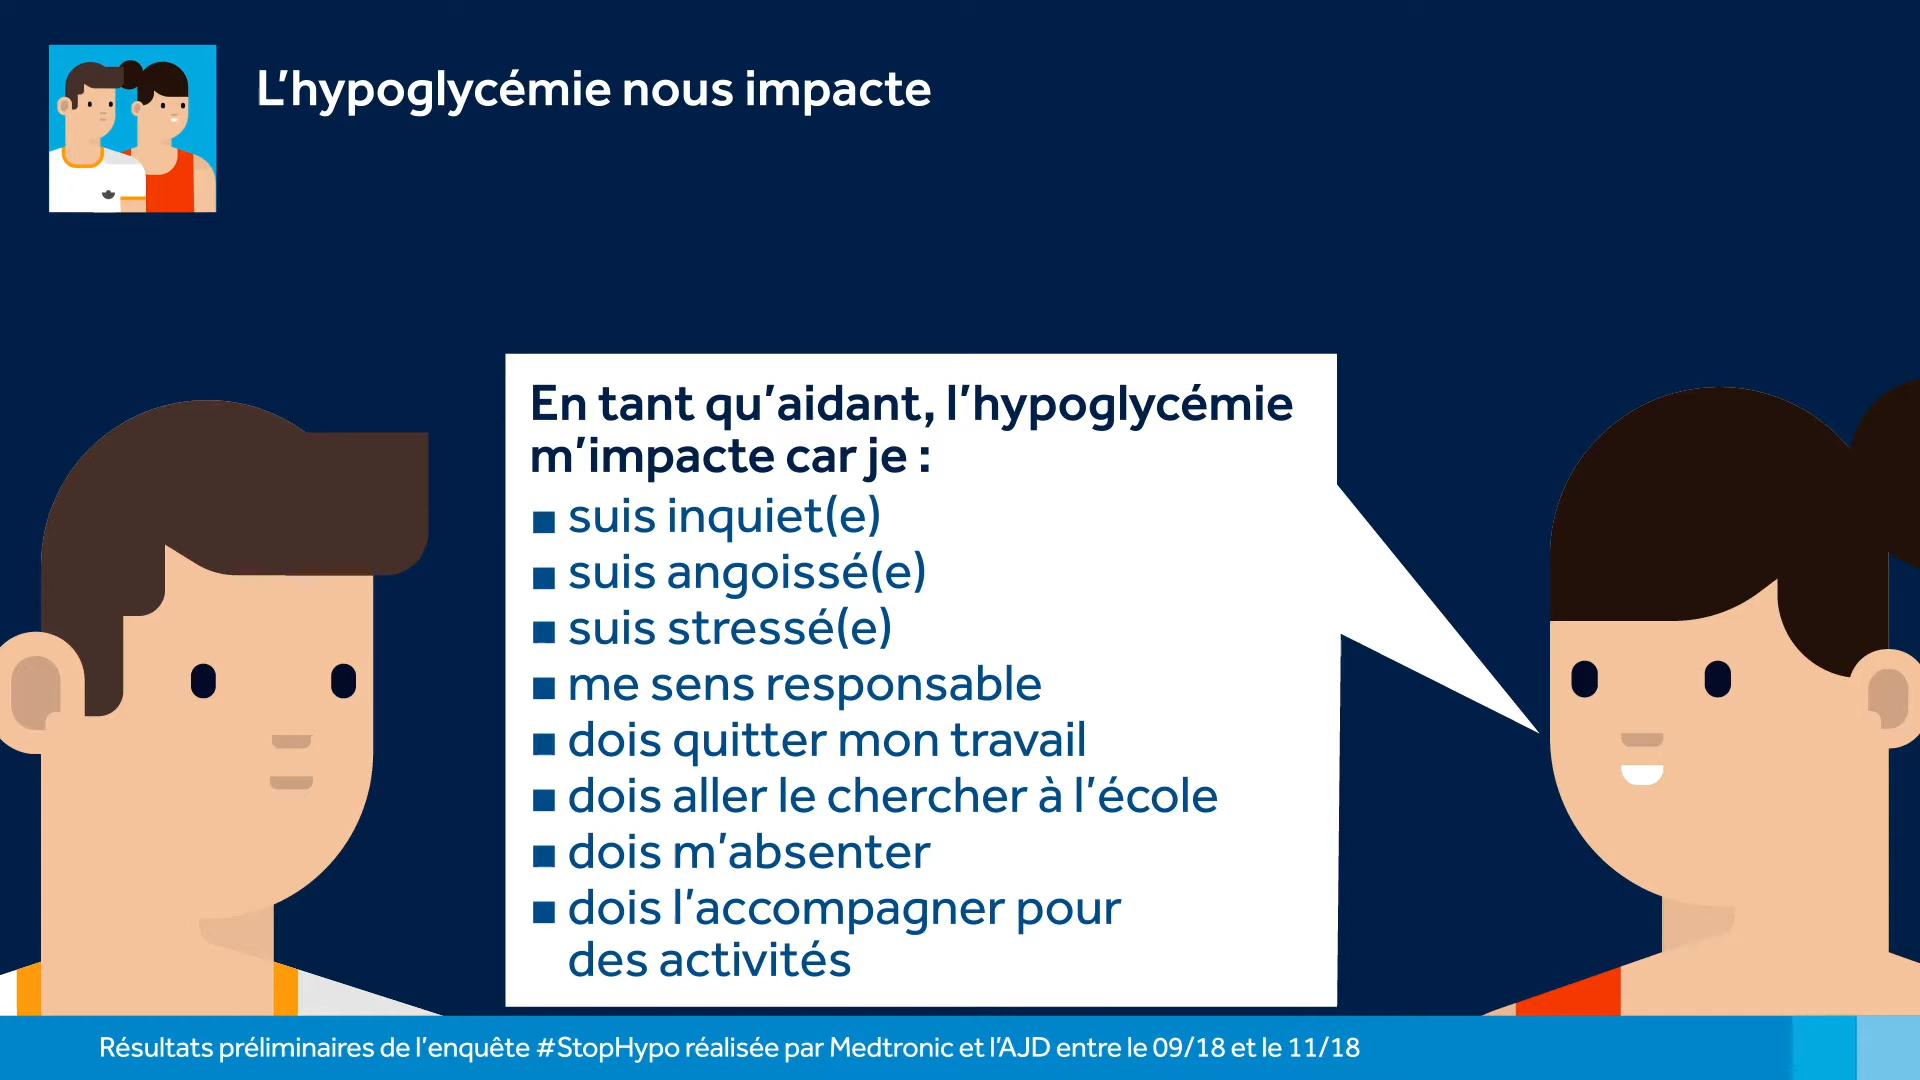 L’hypoglycémie nous impacte
En tant qu’aidant, l’hypoglycémie
m’impacte car je :
■ suis inquiet(e)
■ suis angoissé(e)
■ suis stressé(e)
■ me sens responsable
■ dois quitter mon travail
■ dois aller le chercher à l’école
■ dois m’absenter
■ dois l’accompagner pour
des activités
Résultats préliminaires de l’enquête #StopHypo réalisée par Medtronic et l’AJD entre le 09/18 et le 11/18